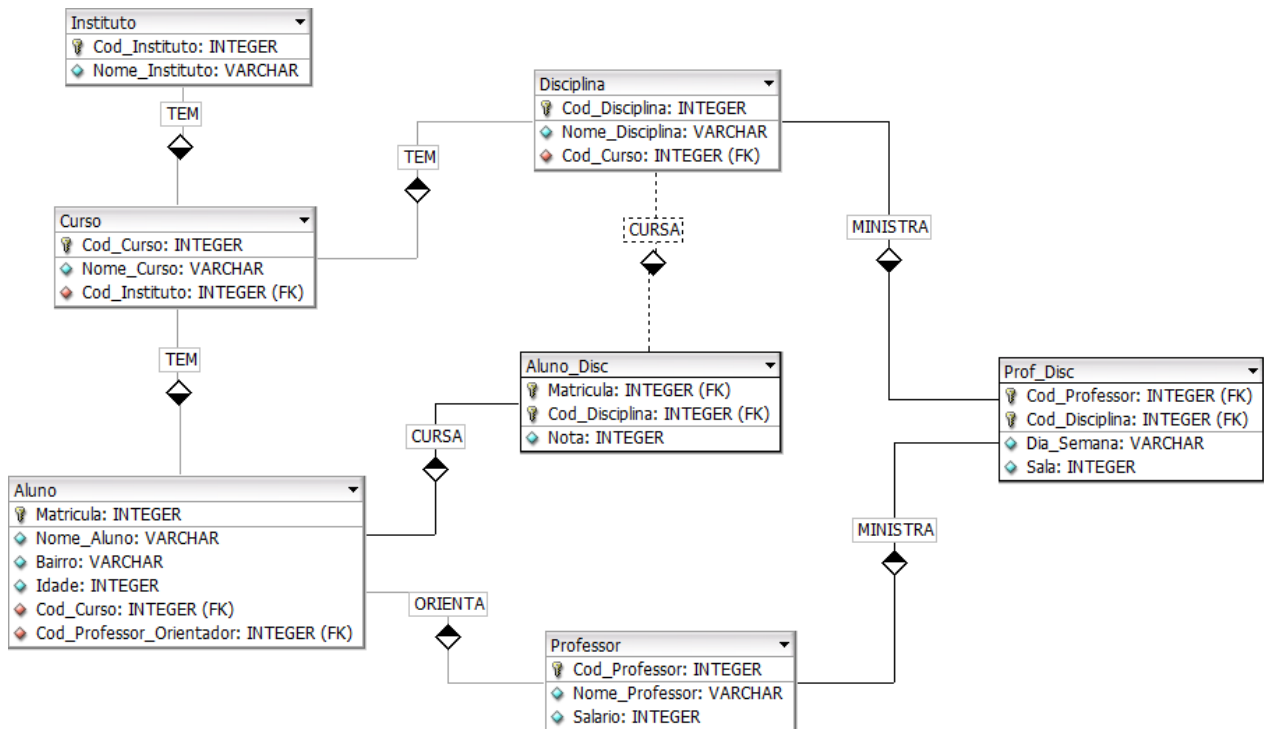 Instituto
Cod_Instituto: INTEGER
Nome_Instituto: VARCHAR
TEM
Disciplina
Cod_Disciplina: INTEGER
Nome_Disciplina: VARCHAR
Cod_Curso: INTEGER (FK)
TEM
Curso
Cod_Curso: INTEGER
Nome_Curso: VARCHAR
Cod_Instituto: INTEGER (FK)
CURSA
MINISTRA
TEM
Aluno_Disc
Matricula: INTEGER (FK)
Cod_Disciplina: INTEGER (FK)
Nota: INTEGER
Prof_Disc
Cod_Professor: INTEGER (FK)
Cod_Disciplina: INTEGER (FK)
Dia_Semana: VARCHAR
Sala: INTEGER
CURSA
Aluno
Matricula: INTEGER
Nome_Aluno: VARCHAR
Bairro: VARCHAR
Idade: INTEGER
Cod_Curso: INTEGER (FK)
Cod_Professor_Orientador: INTEGER (FK)
MINISTRA
ORIENTA
Professor
Cod_Professor: INTEGER
Nome_Professor: VARCHAR
Salario: INTEGER